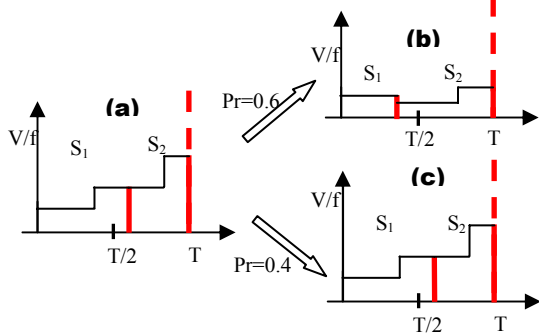 (a)
V/f
S1
S2
T/2
T
Pr=0.6
Pr=0.4
(b)
V/f
S1
S2
T/2
T
(c)
V/f
S1
S2
T/2
T